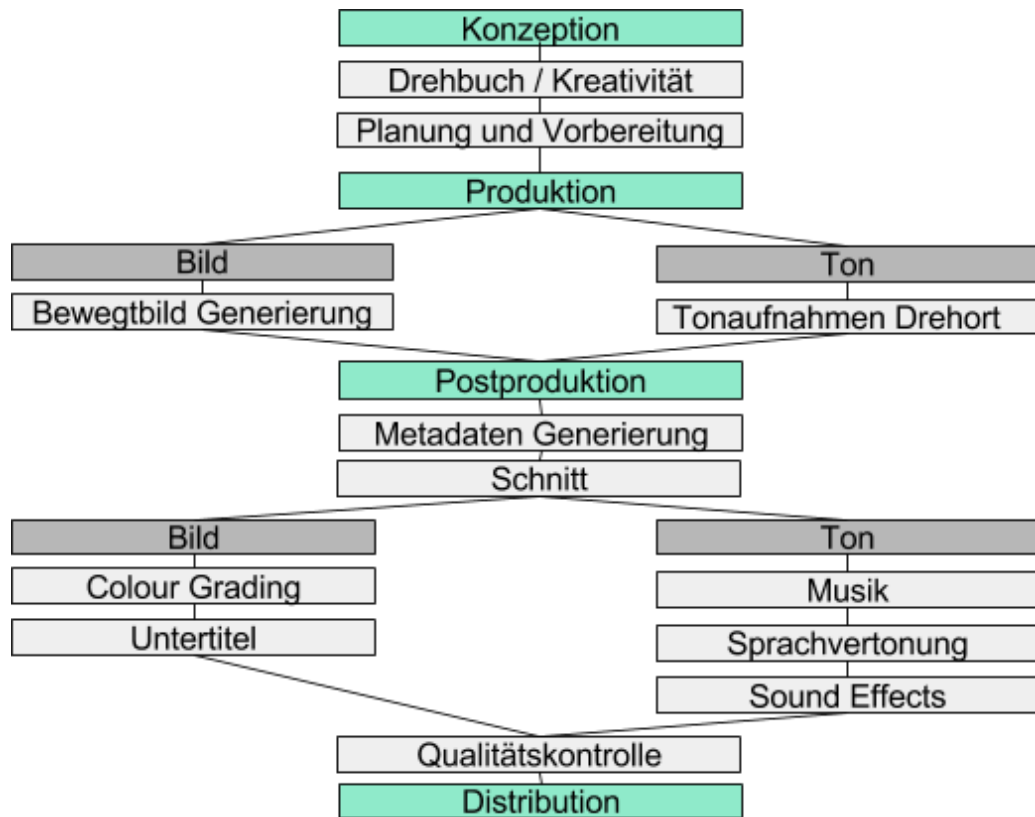 Konzeption
Drehbuch / Kreativität
Planung und Vorbereitung
Produktion
Bild
Ton
Bewegtbild Generierung
Tonaufnahmen Drehort
Postproduktion
Metadaten Generierung
Schnitt
Bild
Ton
Colour Grading
Musik
Untertitel
Sprachvertonung
Sound Effects
Qualitätskontrolle
Distribution